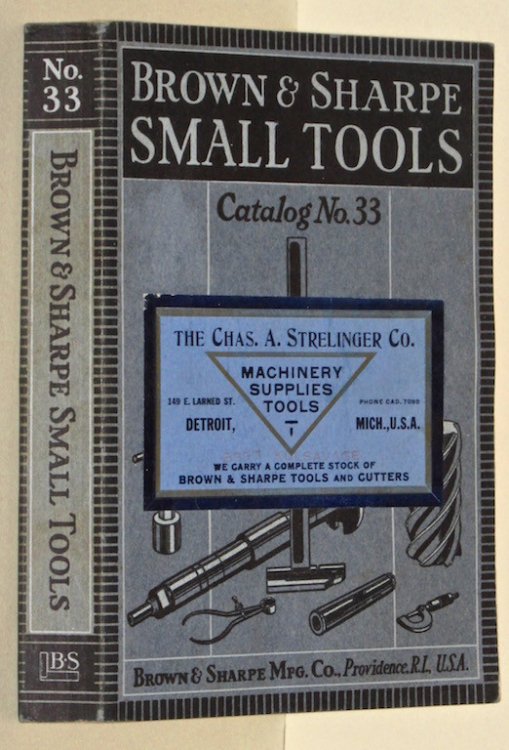 No.
33
BROWN & SHARPE SMALL TOOLS
JB·S
BROWN & SHARPE
SMALL TOOLS
Catalog No. 33
THE CHAS. A. STRELINGER CO.
MACHINERY
SUPPLIES
TOOLS
149 E. LARNED ST.
PHONE CAD. 7090
DETROIT,
MICH., U.S.A.
WE CARRY A COMPLETE STOCK OF
BROWN & SHARPE TOOLS AND CUTTERS
BROWN & SHARPE MFG. CO., Providence, R.I., U.S.A.